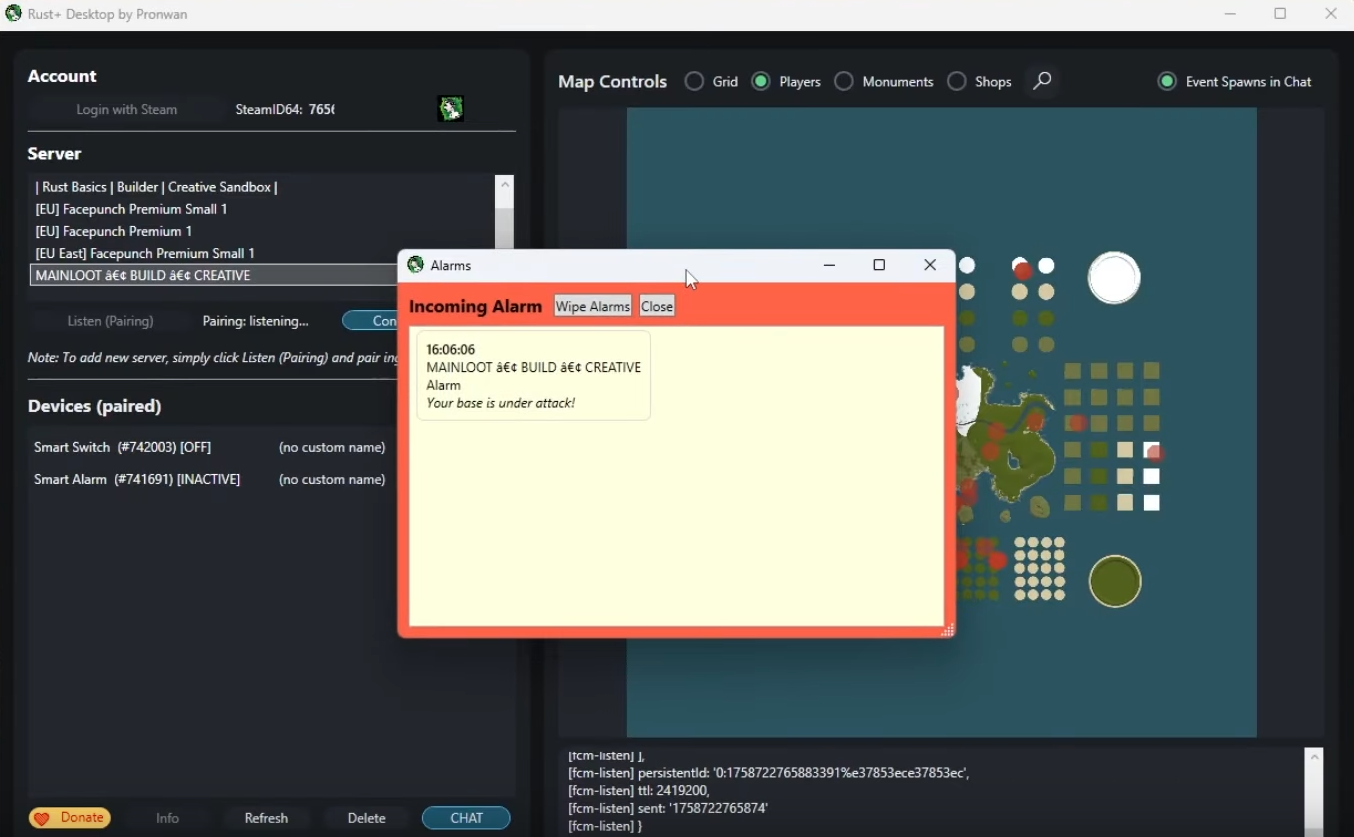 Rust+ Desktop by Pronwan
Account
Login with Steam
SteamID64: 7656
Server
| Rust Basics | Builder | Creative Sandbox |
[EU] Facepunch Premium Small 1
[EU] Facepunch Premium 1
[EU East] Facepunch Premium Small 1
MAINLOOT â€¢ BUILD â€¢ CREATIVE
Listen (Pairing)
Pairing: listening...
Con
Note: To add new server, simply click Listen (Pairing) and pair
Devices (paired)
Smart Switch (#742003) [OFF] (no custom name)
Smart Alarm (#741691) [INACTIVE] (no custom name)
Donate
Info
Refresh
Delete
CHAT
Map Controls
Grid
Players
Monuments
Shops
Event Spawns in Chat
Alarms
Incoming Alarm
Wipe Alarms
Close
16:06:06
MAINLOOT â€¢ BUILD â€¢ CREATIVE
Alarm
Your base is under attack!
[fcm-listen] ],
[fcm-listen] persistentId: '0:1758722765883391%e37853ece37853ec',
[fcm-listen] ttl: 2419200,
[fcm-listen] sent: '1758722765874'
[fcm-listen] }